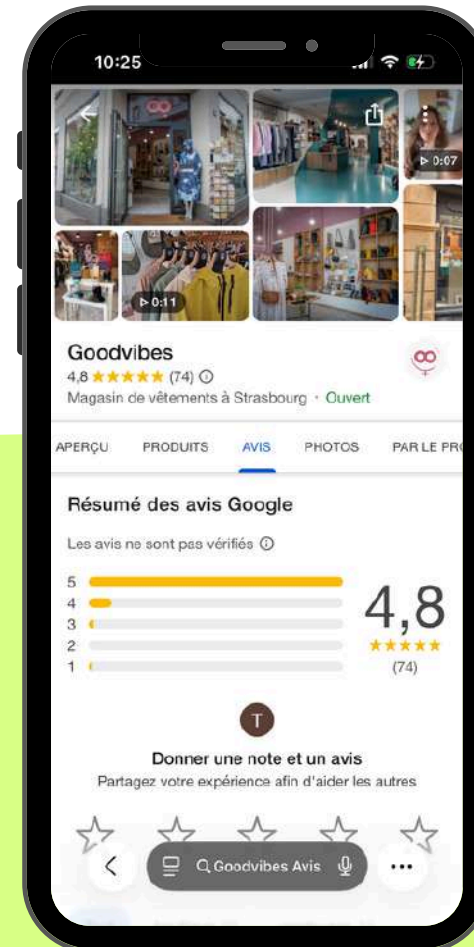 10:25
0:07
0:11
Goodvibes
4,8 ★★★★★ (74)
Magasin de vêtements à Strasbourg · Ouvert
APERÇU PRODUITS AVIS PHOTOS PAR LE PRO
Résumé des avis Google
Les avis ne sont pas vérifiés
5
4
3
2
1
4,8
(74)
T
Donner une note et un avis
Partagez votre expérience afin d'aider les autres
Goodvibes Avis